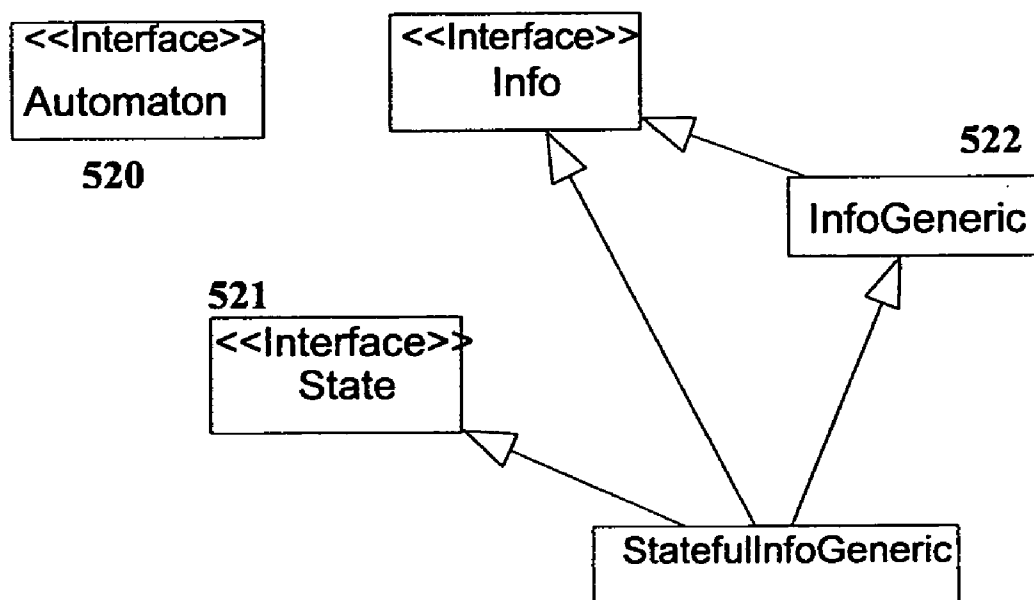 <<Interface>>
Automaton
520
<<Interface>>
Info
522
InfoGeneric
521
<<Interface>>
State
StatefulInfoGeneric